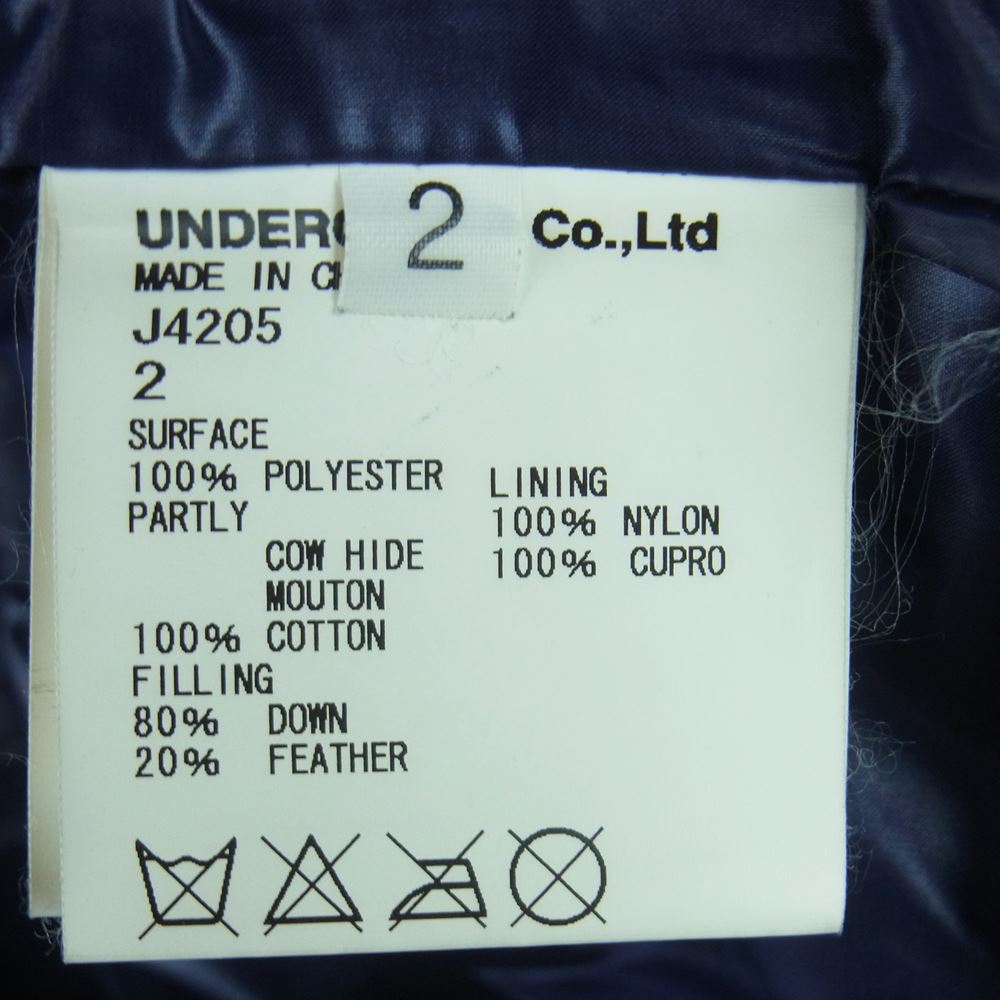 2
UNDERC Co.,Ltd
MADE IN CH
J4205
2
SURFACE
100% POLYESTER
PARTLY
COW HIDE
MOUTON
100% COTTON
FILLING
80% DOWN
20% FEATHER
LINING
100% NYLON
100% CUPRO